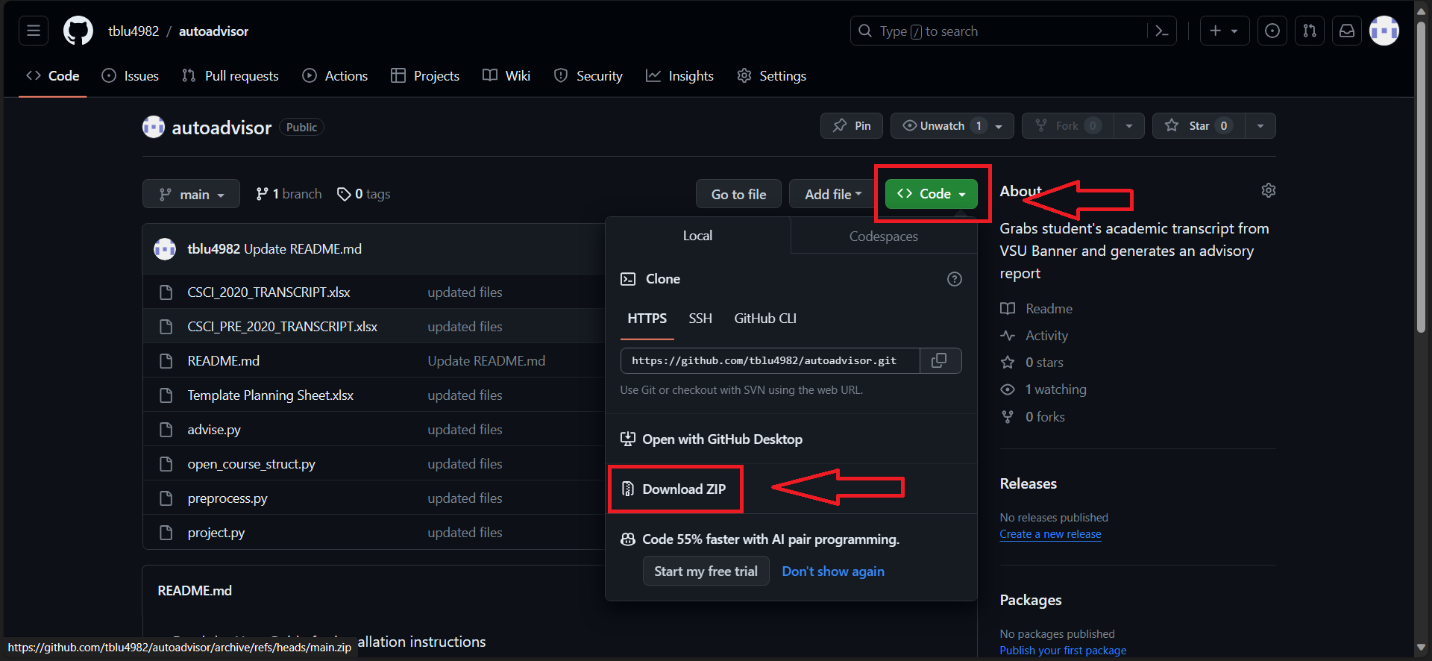 tblu4982 / autoadvisor
Type / to search
Code Issues Pull requests Actions Projects Wiki Security Insights Settings
autoadvisor Public
Pin Unwatch 1 Fork 0 Star 0
main 1 branch 0 tags
Go to file Add file Code
About
Grabs student's academic transcript from
VSU Banner and generates an advisory
report
Readme
Activity
0 stars
1 watching
0 forks
Releases
No releases published
Create a new release
Packages
No packages published
Publish your first package
tblu4982 Update README.md
CSCI_2020_TRANSCRIPT.xlsx updated files
CSCI_PRE_2020_TRANSCRIPT.xlsx updated files
README.md Update README.md
Template Planning Sheet.xlsx updated files
advise.py updated files
open_course_struct.py updated files
preprocess.py updated files
project.py updated files
Local Codespaces
Clone
HTTPS SSH GitHub CLI
https://github.com/tblu4982/autoadvisor.git
Use Git or checkout with SVN using the web URL.
Open with GitHub Desktop
Download ZIP
Code 55% faster with AI pair programming.
Start my free trial Don't show again
README.md
instructions
https://github.com/tblu4982/autoadvisor/archive/refs/heads/main.zip